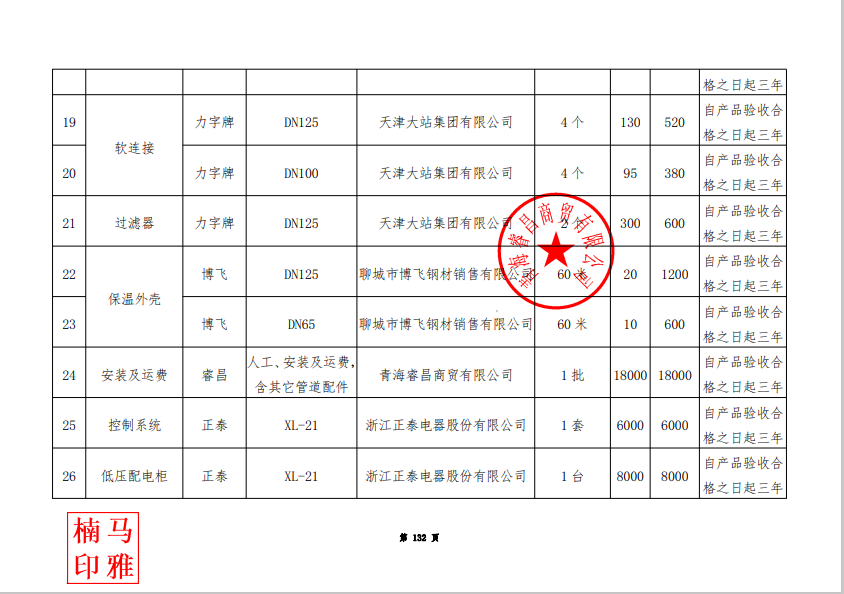 格之日起三年
19 软连接 力字牌 DN125 天津大站集团有限公司 4 个 130 520 自产品验收合
格之日起三年
20 力字牌 DN100 天津大站集团有限公司 4 个 95 380 自产品验收合
格之日起三年
21 过滤器 力字牌 DN125 天津大站集团有限公司 2 个 300 600 自产品验收合
格之日起三年
22 保温外壳 博飞 DN125 聊城市博飞钢材销售有限公司 60 米 20 1200 自产品验收合
格之日起三年
23 博飞 DN65 聊城市博飞钢材销售有限公司 60 米 10 600 自产品验收合
格之日起三年
24 安装及运费 睿昌 人工、安装及运费, 青海睿昌商贸有限公司 1 批 18000 18000 自产品验收合
含其它管道配件 格之日起三年
25 控制系统 正泰 XL-21 浙江正泰电器股份有限公司 1 套 6000 6000 自产品验收合
格之日起三年
26 低压配电柜 正泰 XL-21 浙江正泰电器股份有限公司 1 台 8000 8000 自产品验收合
格之日起三年
青海睿昌商贸有限公司
第 132 页
马雅
楠印